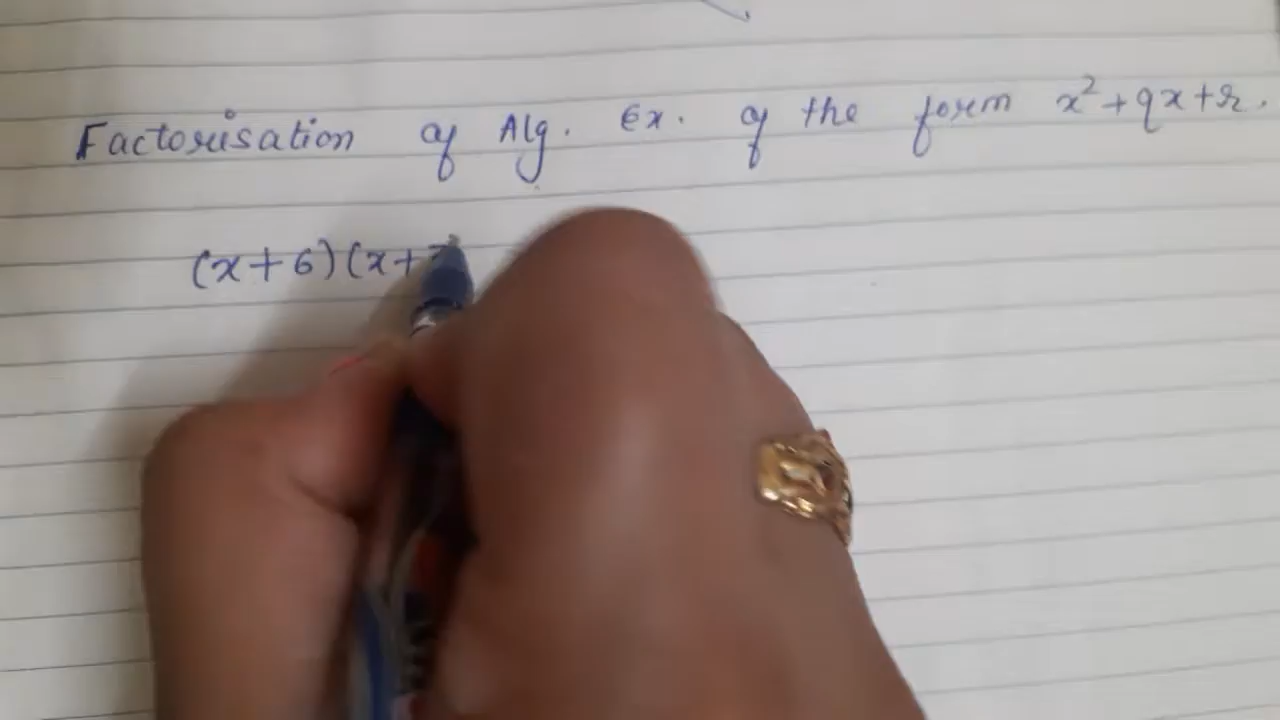 Factorisation of Alg. Ex. of the form x²+qx+r.
(x+6)(x+